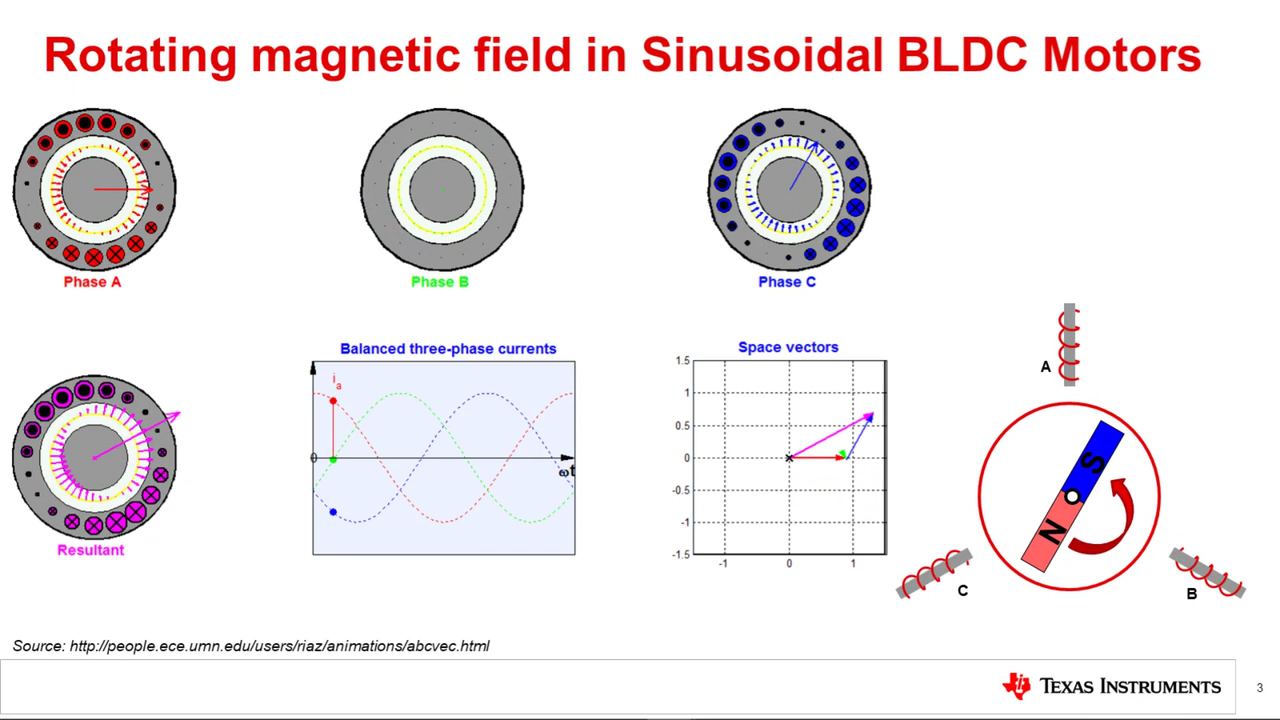 Rotating magnetic field in Sinusoidal BLDC Motors
Phase A
Phase B
Phase C
Resultant
Balanced three-phase currents
ia
0
ωt
Space vectors
1.5
1
0.5
0
-0.5
-1
-1.5
-1
0
1
A
S
N
C
B
Source: http://people.ece.umn.edu/users/riaz/animations/abcvec.html
TEXAS INSTRUMENTS
3